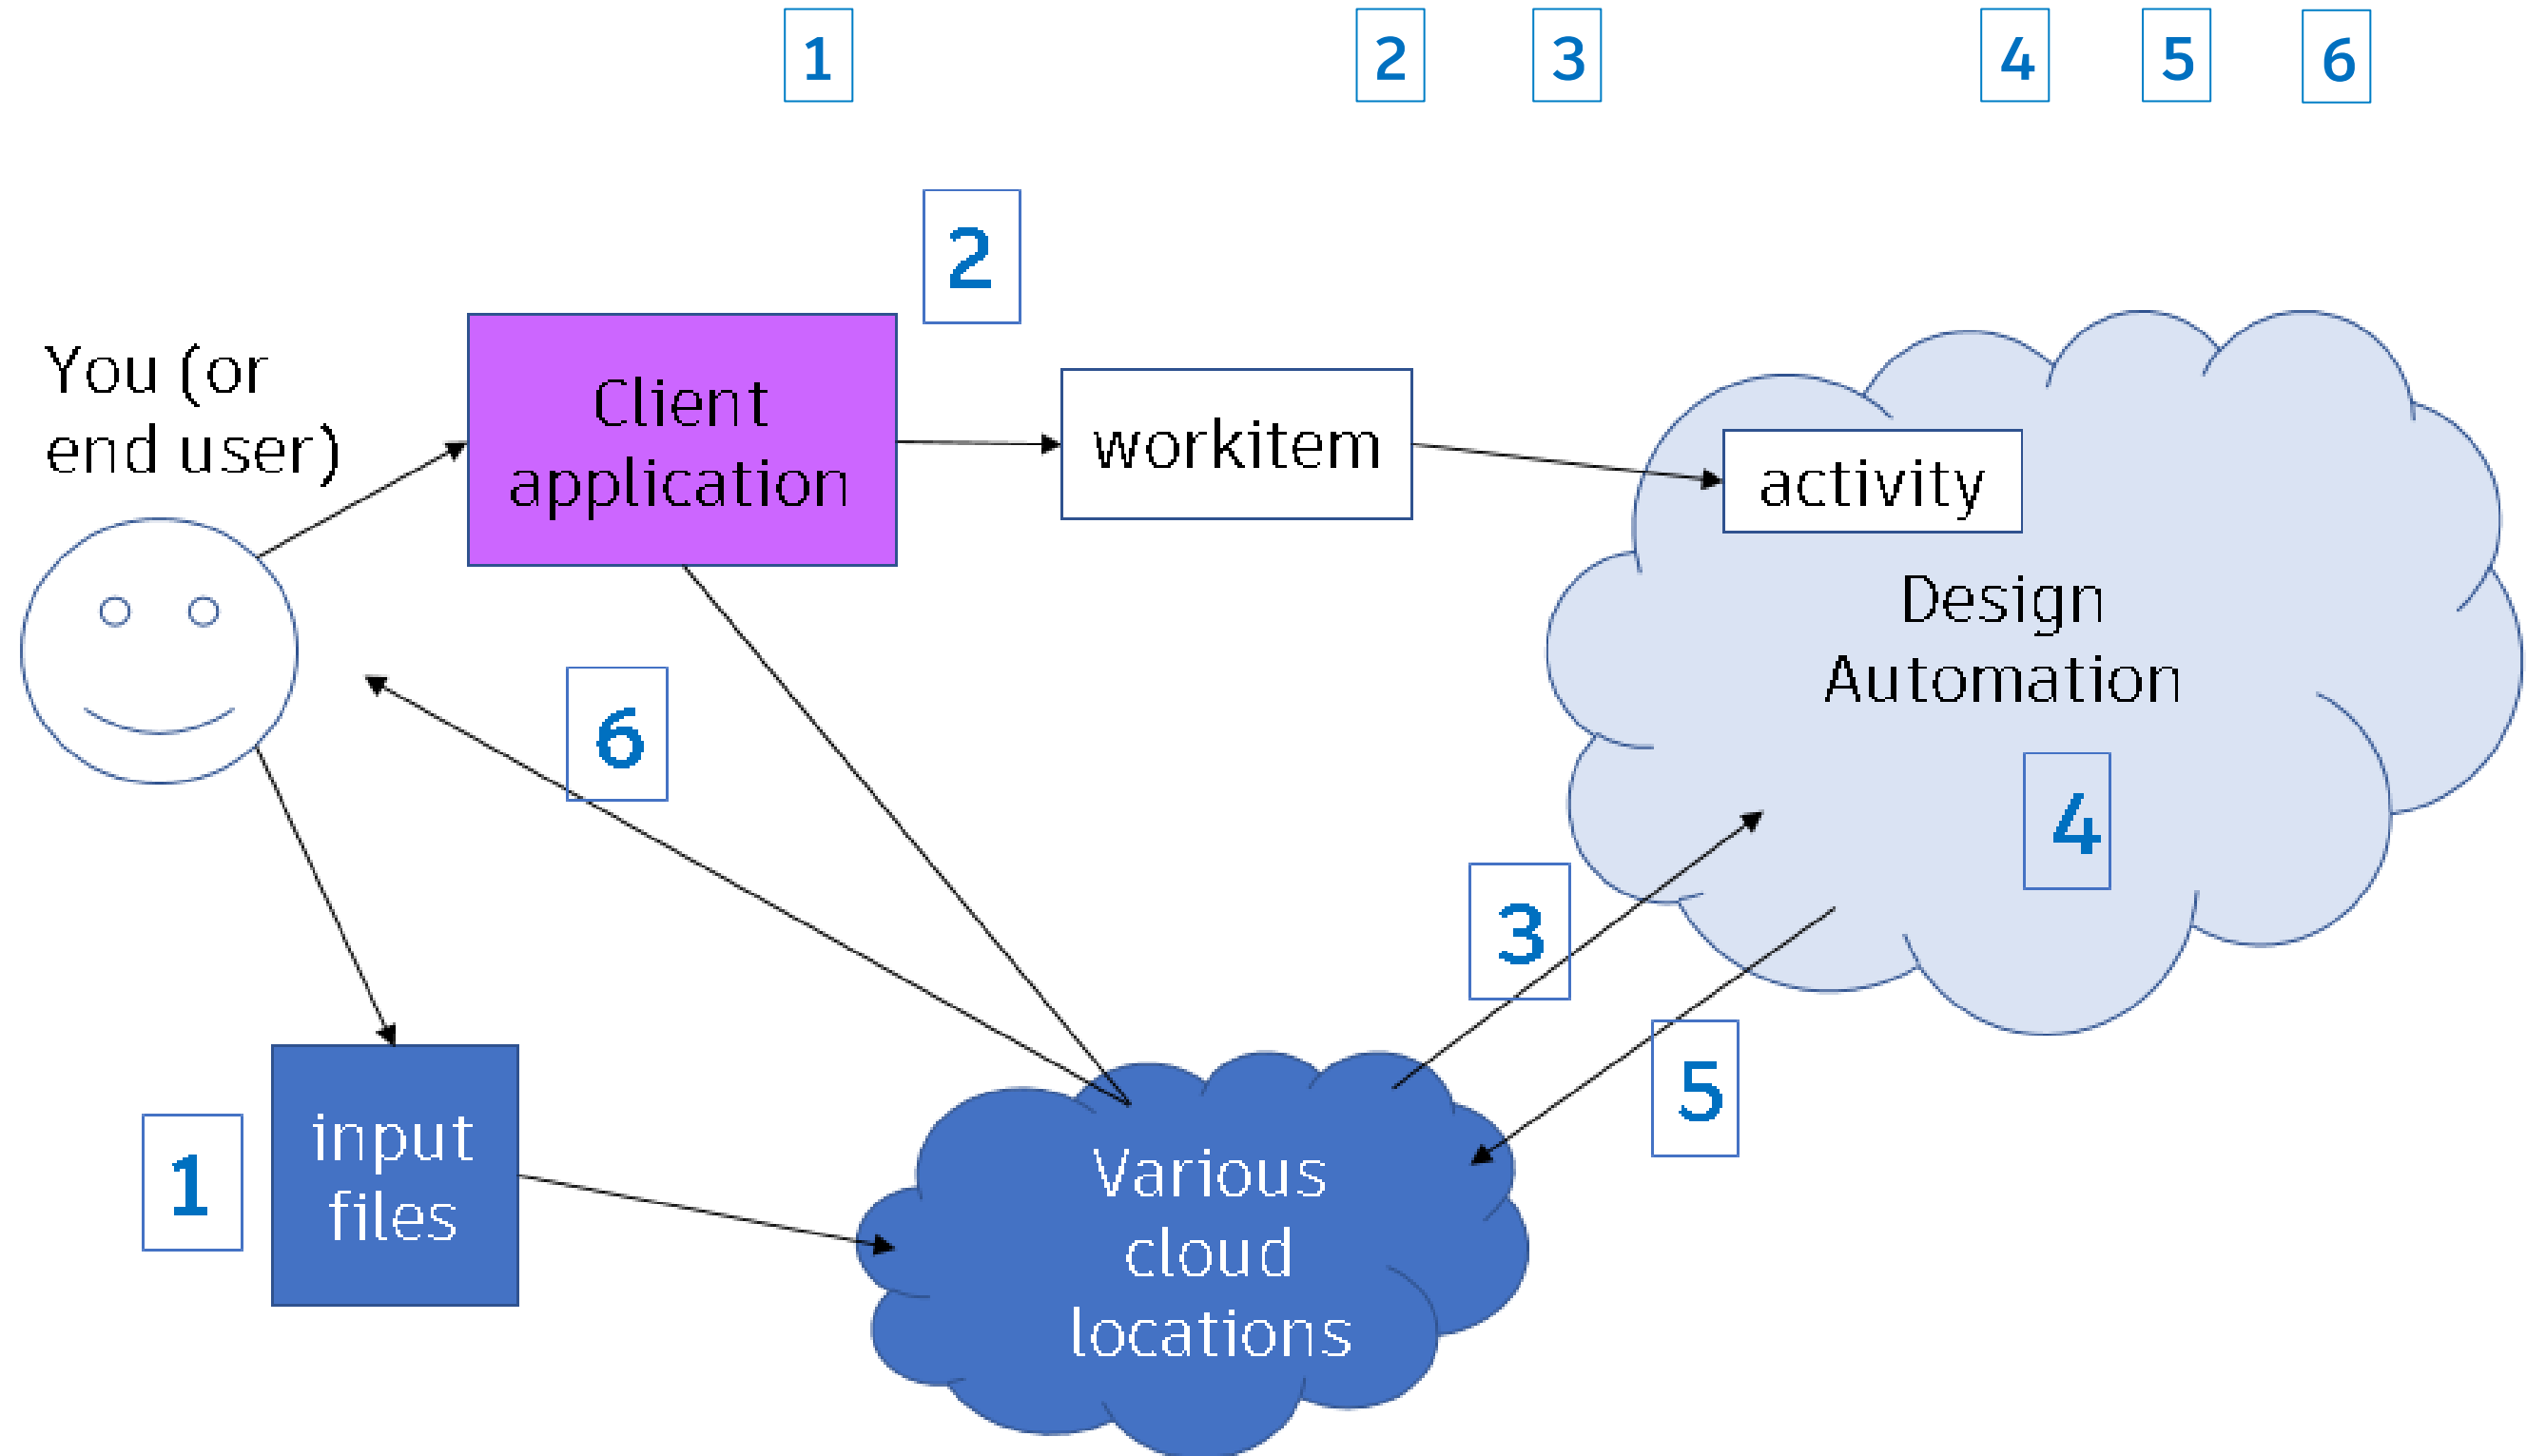 1 2 3 4 5 6
2
You (or
end user)
Client
application
workitem
activity
Design
Automation
6
4
3
5
1
input
files
Various
cloud
locations